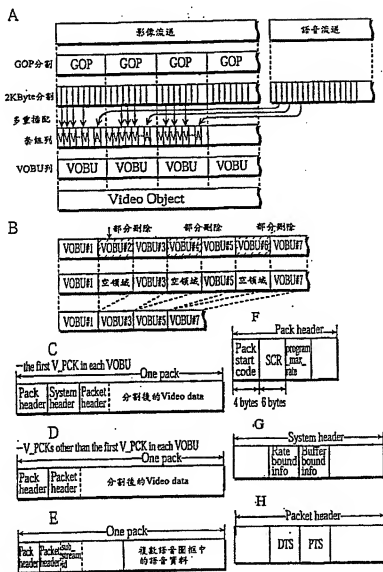 A
影像流通 語音流通
GOP分割 GOP GOP GOP GOP
2KByte分割
多重搭配
套組列 V V V V A V V V V A
VOBU列 VOBU VOBU VOBU VOBU
Video Object
B
部分刪除 部分刪除 部分刪除
VOBU#1 VOBU#2 VOBU#3 VOBU#4 VOBU#5 VOBU#6 VOBU#7
VOBU#1 空領域 VOBU#3 空領域 VOBU#5 空領域 VOBU#7
VOBU#1 VOBU#3 VOBU#5 VOBU#7
C
--the first V_PCK in each VOBU
One pack
Pack header System header Packet header 分割後的Video data
D
--V_PCKs other than the first V_PCK in each VOBU
One pack
Pack header Packet header 分割後的Video data
E
One pack
Pack header Packet header sub_stream_id 複數語音圖框中的語音資料
F
Pack header
Pack start code SCR program_max_rate
4 bytes 6 bytes
G
System header
Rate bound info Buffer bound info
H
Packet header
DTS PTS